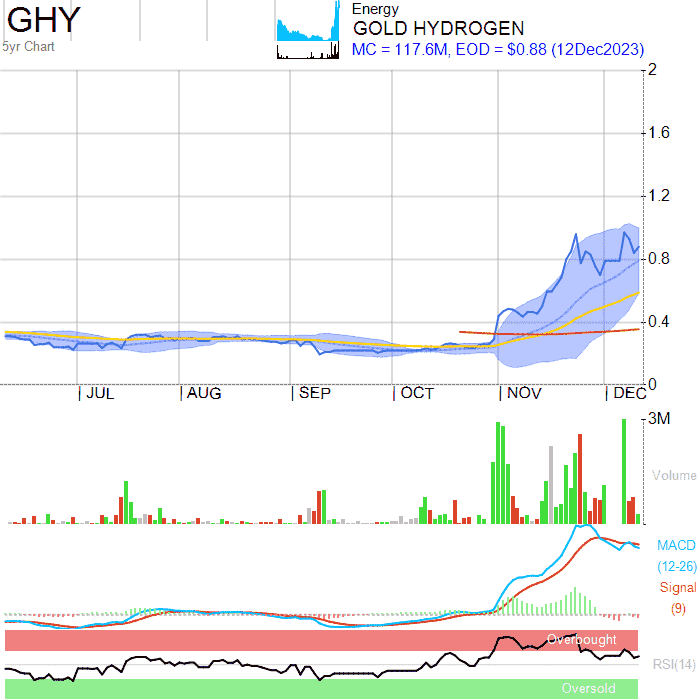 GHY
5yr Chart
Energy
GOLD HYDROGEN
MC = 117.6M, EOD = $0.88 (12Dec2023)
2
1.6
1.2
0.8
0.4
0
JUL AUG SEP OCT NOV DEC
3M
Volume
MACD
(12-26)
Signal
(9)
Overbought
RSI(14)
Oversold